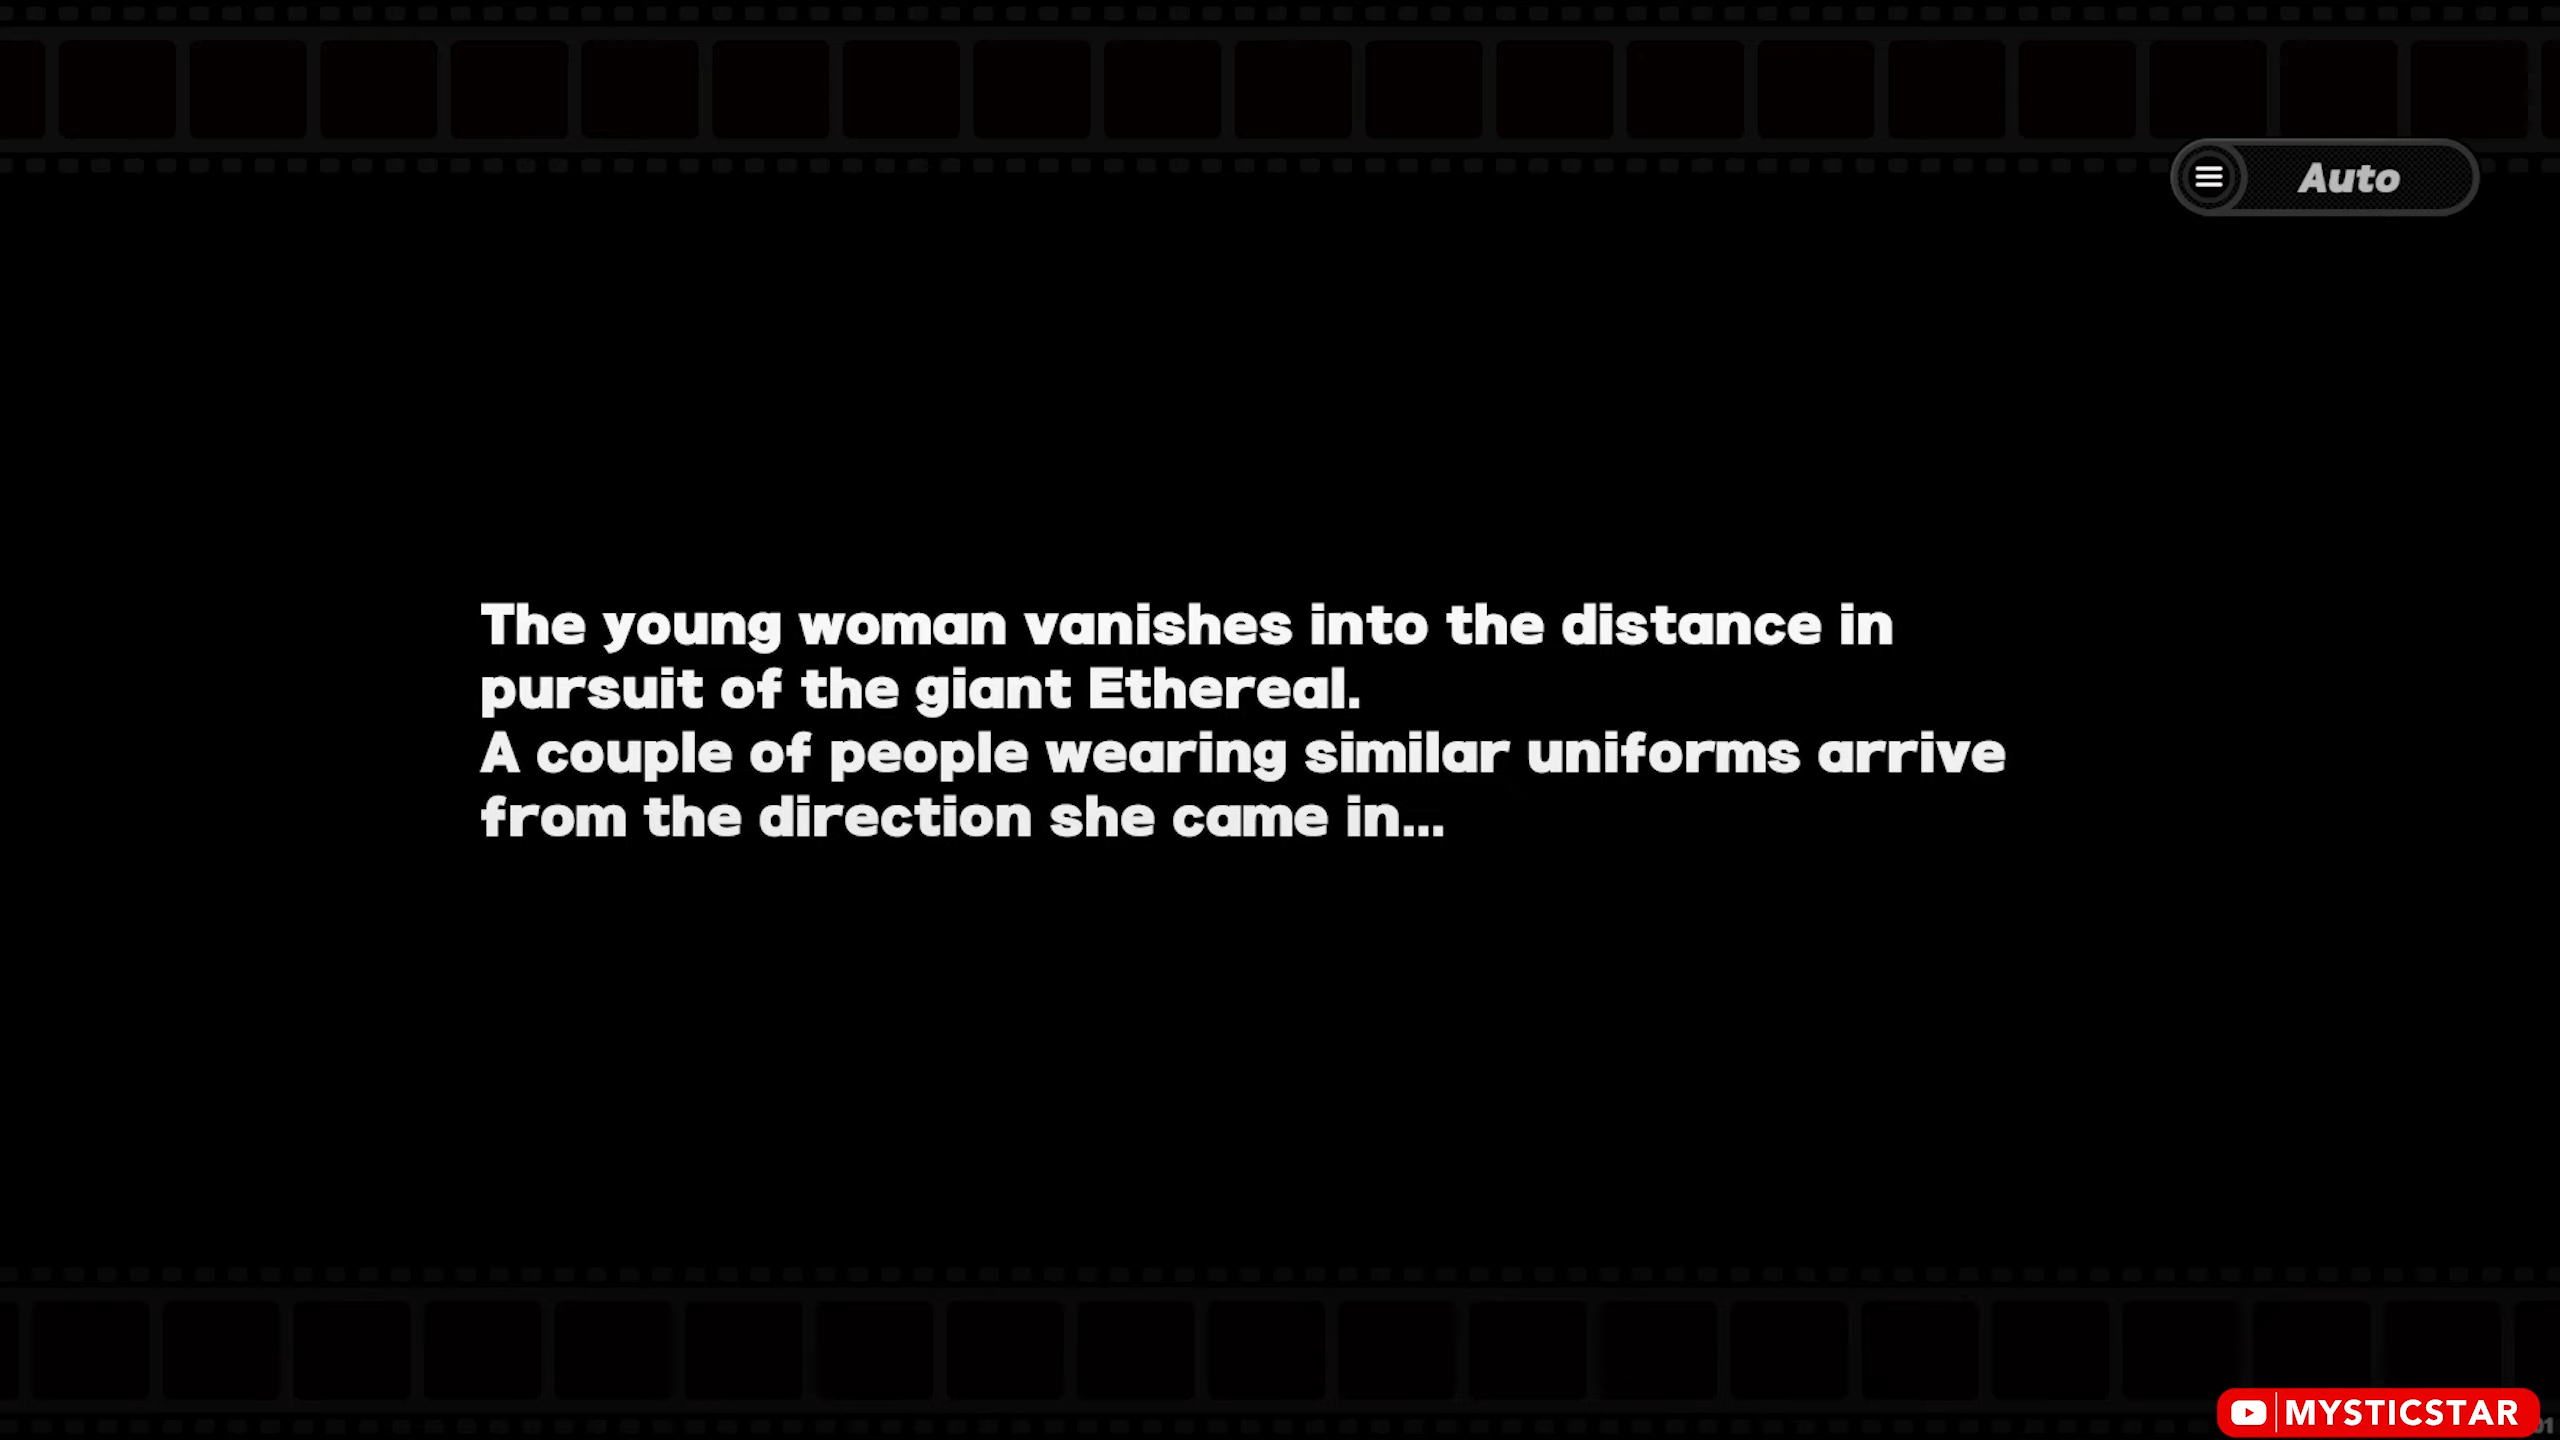 Auto
The young woman vanishes into the distance in
pursuit of the giant Ethereal.
A couple of people wearing similar uniforms arrive
from the direction she came in...
MYSTICSTAR